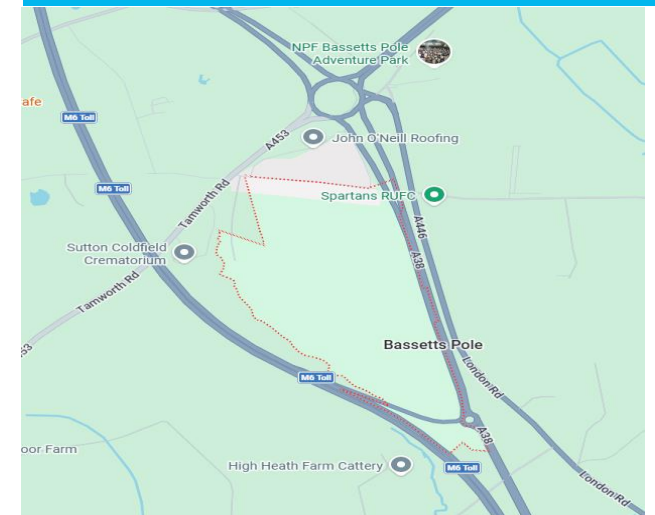 NPF Bassetts Pole
Adventure Park
afe
M6 Toll
A453
John O'Neill Roofing
M6 Toll
Tamworth Rd
Spartans RUFC
A446
Sutton Coldfield
Crematorium
A38
Tamworth Rd
53
Bassetts Pole
M6 Toll
London Rd
A38
oor Farm
High Heath Farm Cattery
M6 Toll
London Rd